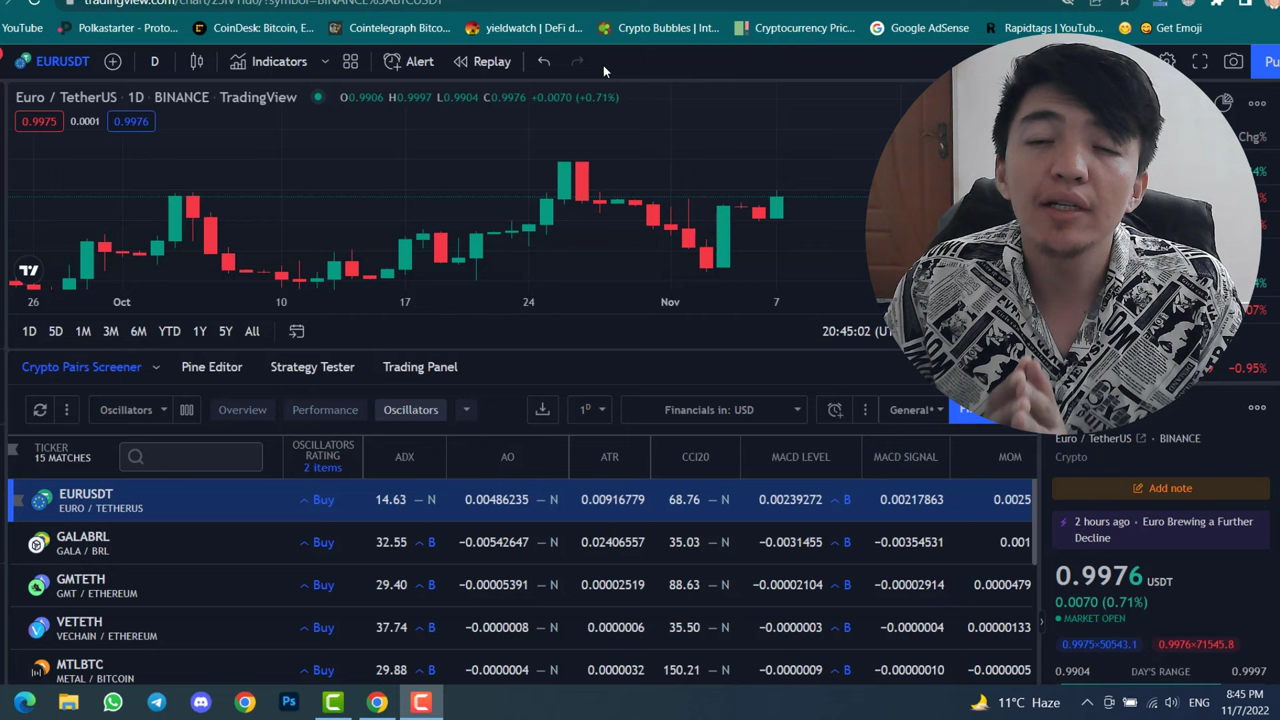 tradingview.com/chart/
symbol=BINANCE%3ABTCUSDT
YouTube
Polkastarter - Proto...
CoinDesk: Bitcoin, E...
Cointelegraph Bitco...
yieldwatch | DeFi d...
Crypto Bubbles | Int...
Cryptocurrency Pric...
Google AdSense
Rapidtags | YouTub...
Get Emoji
EURUSDT
D
Indicators
Alert
Replay
Pu
Euro / TetherUS · 1D · BINANCE · TradingView
O0.9906 H0.9997 L0.9904 C0.9976 +0.0070 (+0.71%)
Chg%
0.9975 0.0001 0.9976
26 Oct 10 17 24 Nov 7
1D 5D 1M 3M 6M YTD 1Y 5Y All
20:45:02 (U
Crypto Pairs Screener
Pine Editor
Strategy Tester
Trading Panel
−0.95%
Oscillators
Overview
Performance
Oscillators
1D
Financials in: USD
General
TICKER
15 MATCHES
OSCILLATORS
RATING
2 Items
ADX AO ATR CCI20 MACD LEVEL MACD SIGNAL MOM
EURUSDT
EURO / TETHERUS
Buy 14.63 — N 0.00486235 — N 0.00916779 68.76 — N 0.00239272 B 0.00217863 0.0025
GALABRL
GALA / BRL
Buy 32.55 B −0.00542647 — N 0.02406557 35.03 — N −0.0031455 B −0.00354531 0.001
GMTETH
GMT / ETHEREUM
Buy 29.40 B −0.00005391 — N 0.00002519 88.63 — N −0.00002104 B −0.00002914 0.0000479
VETETH
VECHAIN / ETHEREUM
Buy 37.74 B −0.0000008 — N 0.0000006 35.50 — N −0.0000003 B −0.0000004 0.00000133
MTLBTC
METAL / BITCOIN
Buy 29.88 B −0.0000004 — N 0.0000032 150.21 — N −0.0000009 B −0.00000010 −0.0000005
Euro / TetherUS · BINANCE
Crypto
Add note
2 hours ago · Euro Brewing a Further
Decline
0.9976 USDT
0.0070 (0.71%)
MARKET OPEN
0.9975×50543.1 0.9976×71545.8
0.9904 DAY'S RANGE 0.9997
11°C Haze
ENG
8:45 PM
11/7/2022